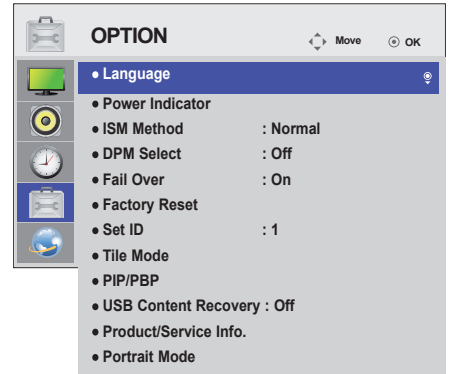 OPTION Move OK
● Language
● Power Indicator
● ISM Method : Normal
● DPM Select : Off
● Fail Over : On
● Factory Reset
● Set ID : 1
● Tile Mode
● PIP/PBP
● USB Content Recovery : Off
● Product/Service Info.
● Portrait Mode